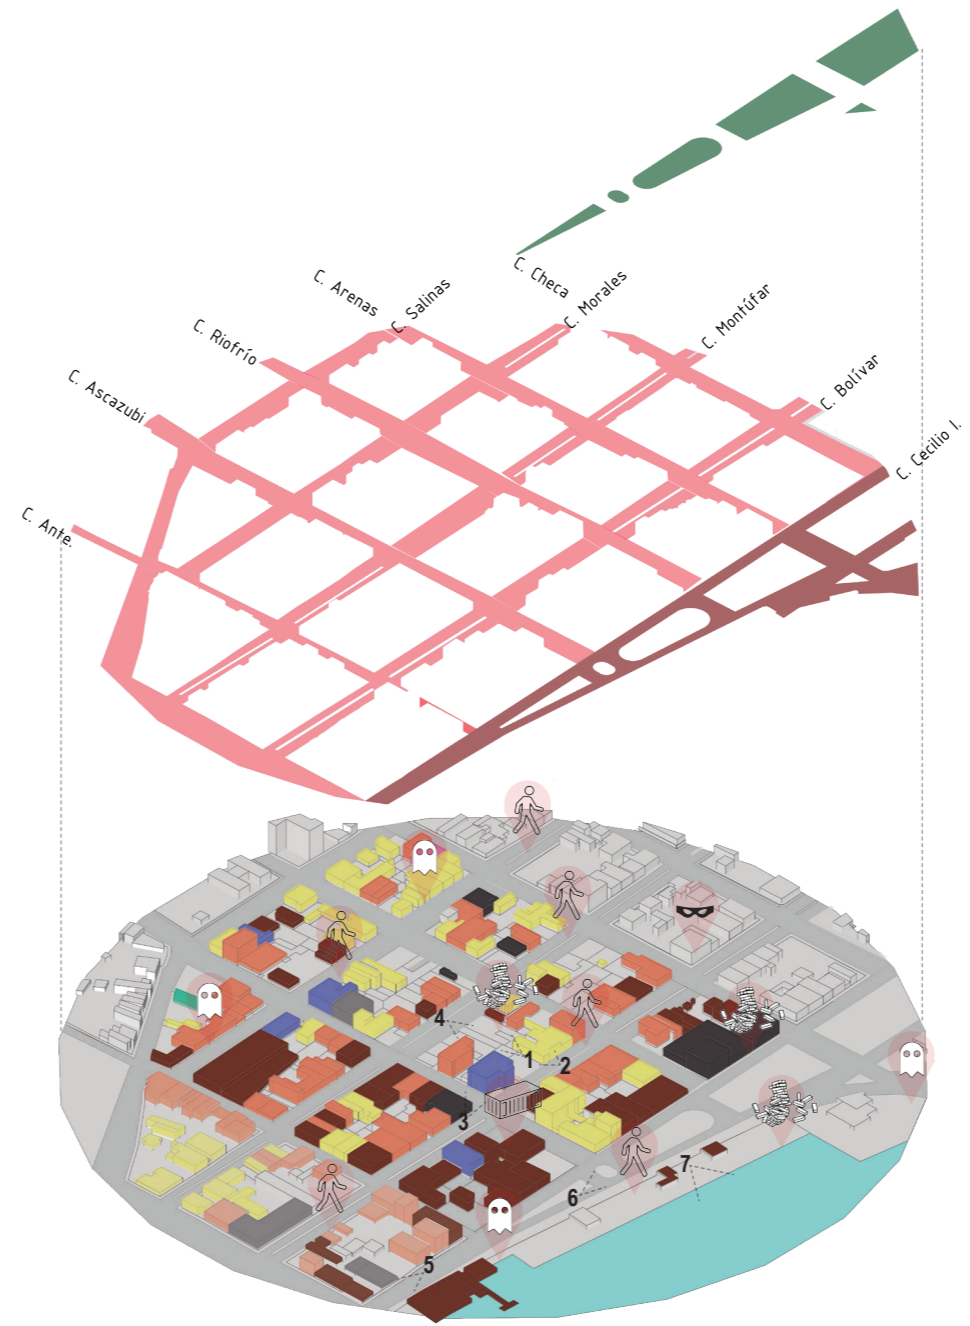 C. Checa
C. Arenas
C. Salinas
C. Morales
C. Montúfar
C. Riofrío
C. Bolívar
C. Ascazubi
C. Cecilio I.
C. Ante.
4
1
2
3
7
6
5